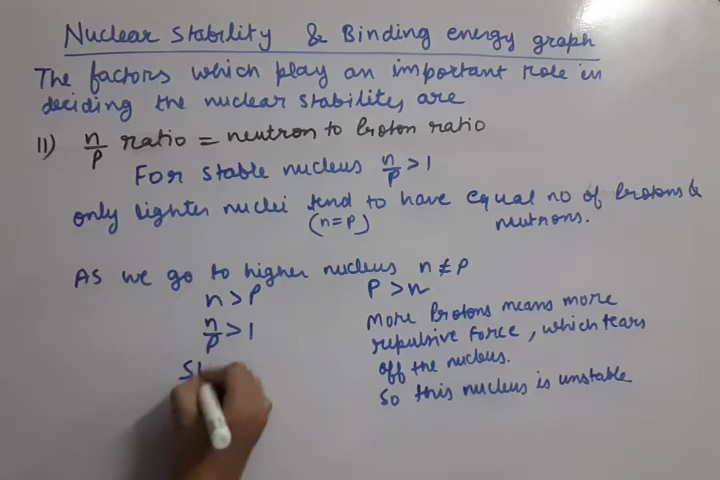 Nuclear stability & Binding energy graph
The factors which play an important role in
deciding the nuclear stability are
11) n/p ratio = neutron to proton ratio
For stable nucleus n/p > 1
only lighter nuclei tend to have equal no of protons &
(n=p) neutrons.
As we go to higher nucleus n ≠ p
n > p
n/p > 1
St
p > n
More protons means more
repulsive force, which tears
off the nucleus.
So this nucleus is unstable